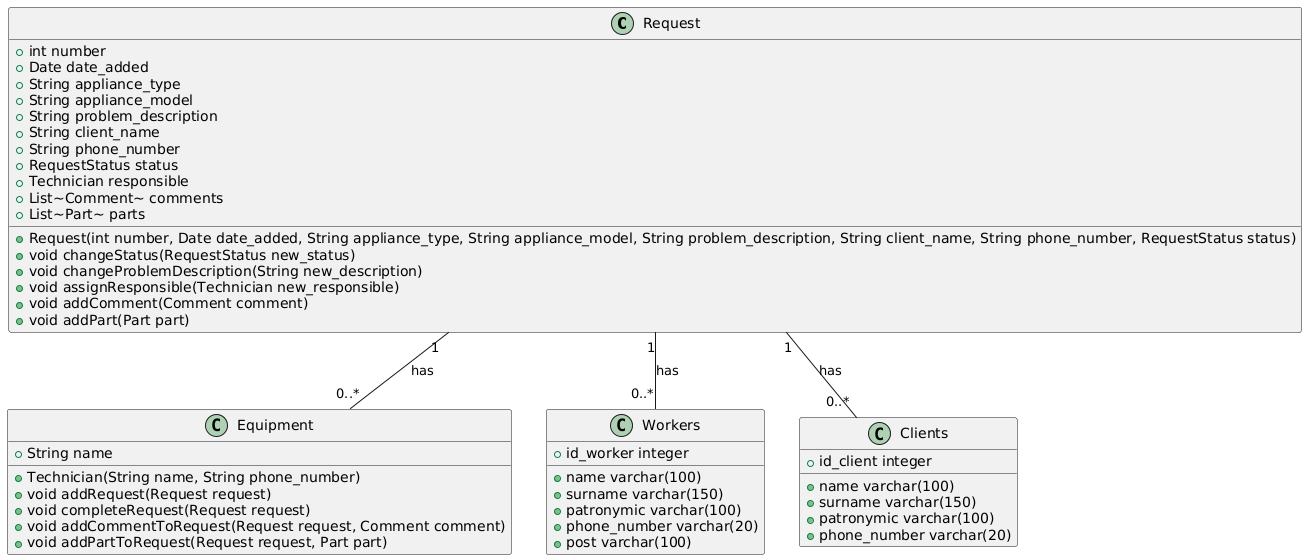 C Request
int number
Date date_added
String appliance_type
String appliance_model
String problem_description
String client_name
String phone_number
RequestStatus status
Technician responsible
List~Comment~ comments
List~Part~ parts
Request(int number, Date date_added, String appliance_type, String appliance_model, String problem_description, String client_name, String phone_number, RequestStatus status)
void changeStatus(RequestStatus new_status)
void changeProblemDescription(String new_description)
void assignResponsible(Technician new_responsible)
void addComment(Comment comment)
void addPart(Part part)
1
has
0..*
1
has
0..*
1
has
0..*
C Equipment
String name
Technician(String name, String phone_number)
void addRequest(Request request)
void completeRequest(Request request)
void addCommentToRequest(Request request, Comment comment)
void addPartToRequest(Request request, Part part)
C Workers
id_worker integer
name varchar(100)
surname varchar(150)
patronymic varchar(100)
phone_number varchar(20)
post varchar(100)
C Clients
id_client integer
name varchar(100)
surname varchar(150)
patronymic varchar(100)
phone_number varchar(20)